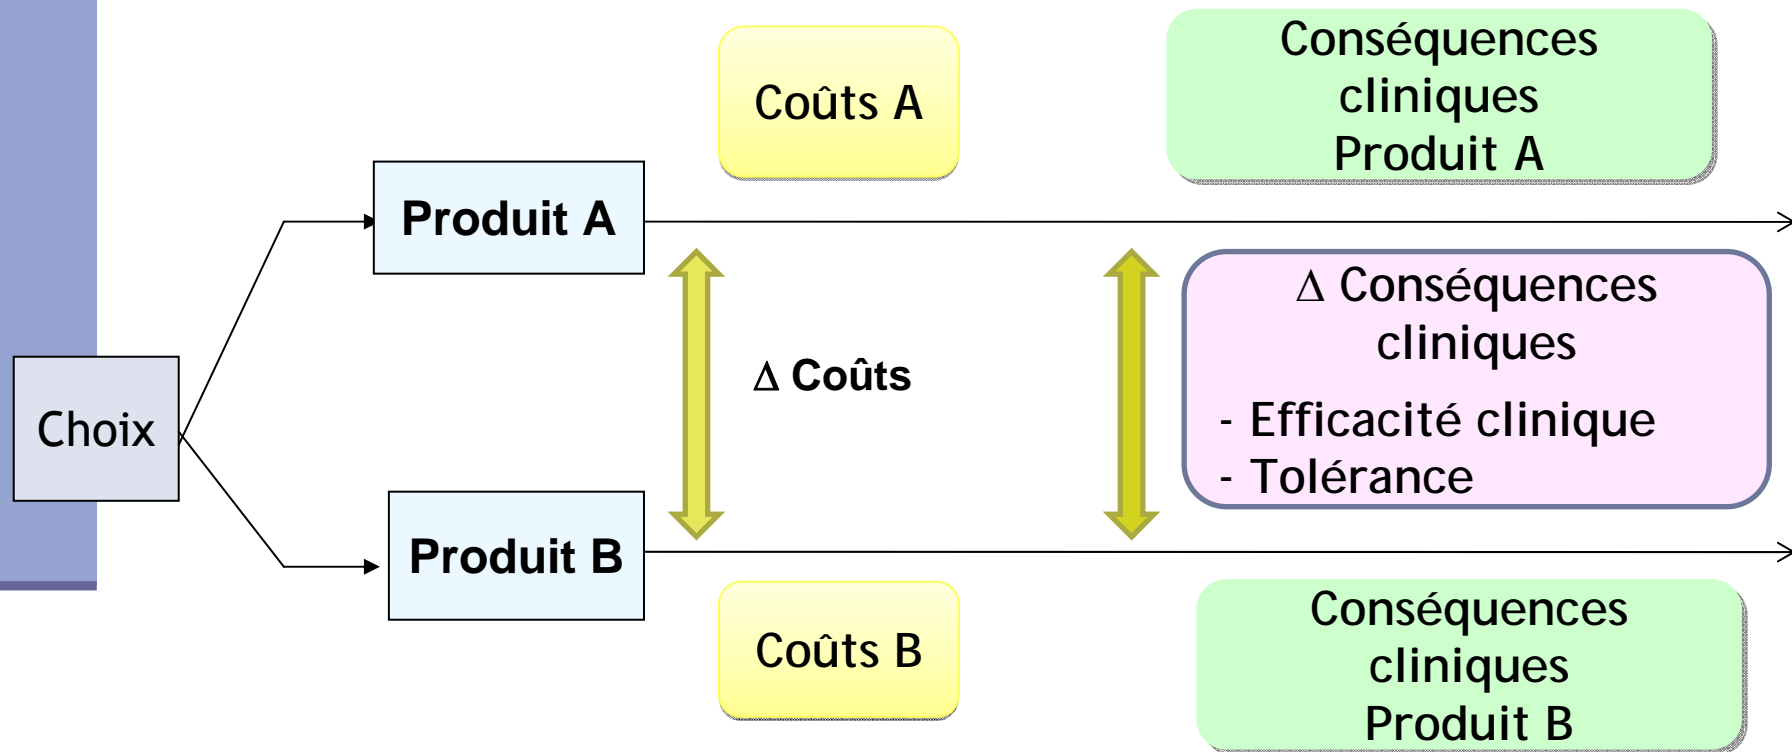 Coûts A
Conséquences
cliniques
Produit A
Produit A
Δ Conséquences
cliniques
- Efficacité clinique
- Tolérance
Δ Coûts
Choix
Produit B
Coûts B
Conséquences
cliniques
Produit B